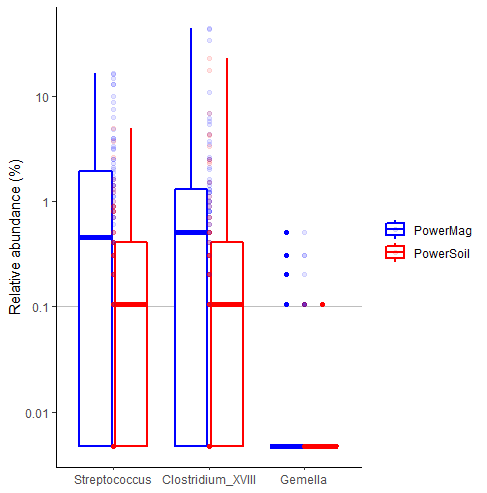 Relative abundance (%)
10
1
0.1
0.01
Streptococcus Clostridium_XVIII Gemella
PowerMag
PowerSoil